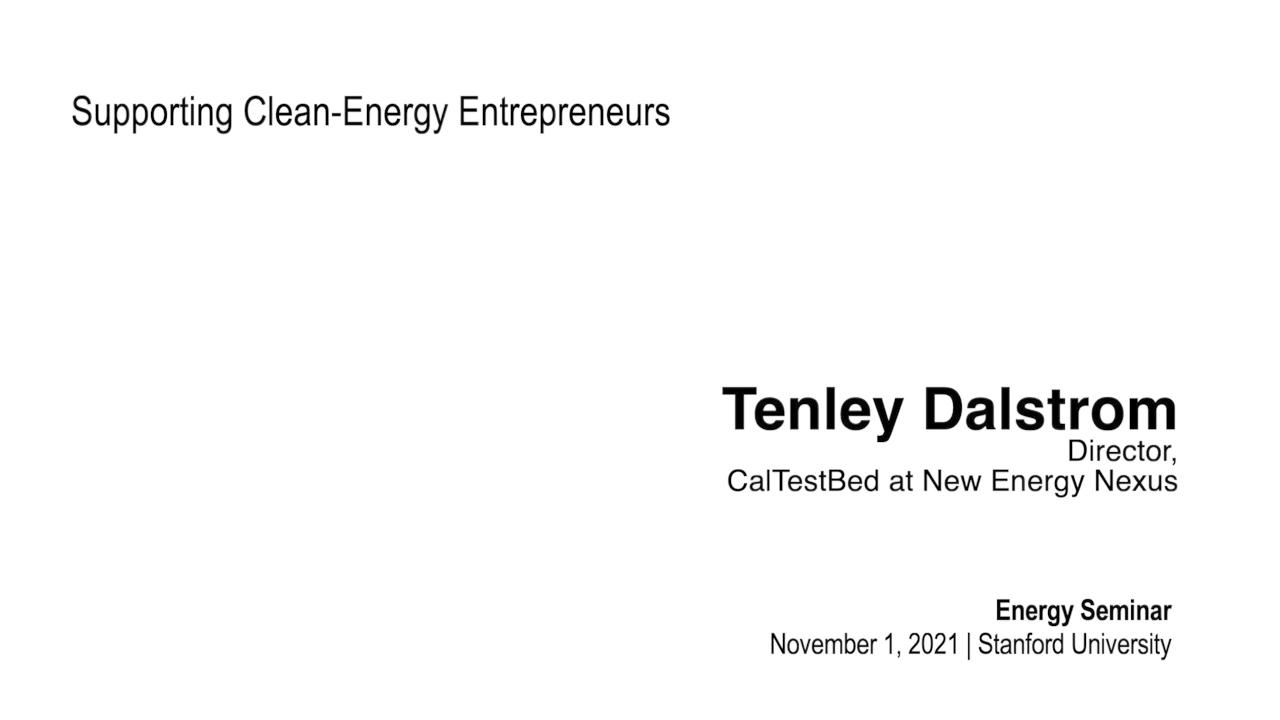 Supporting Clean-Energy Entrepreneurs
Tenley Dalstrom
Director,
CalTestBed at New Energy Nexus
Energy Seminar
November 1, 2021 | Stanford University